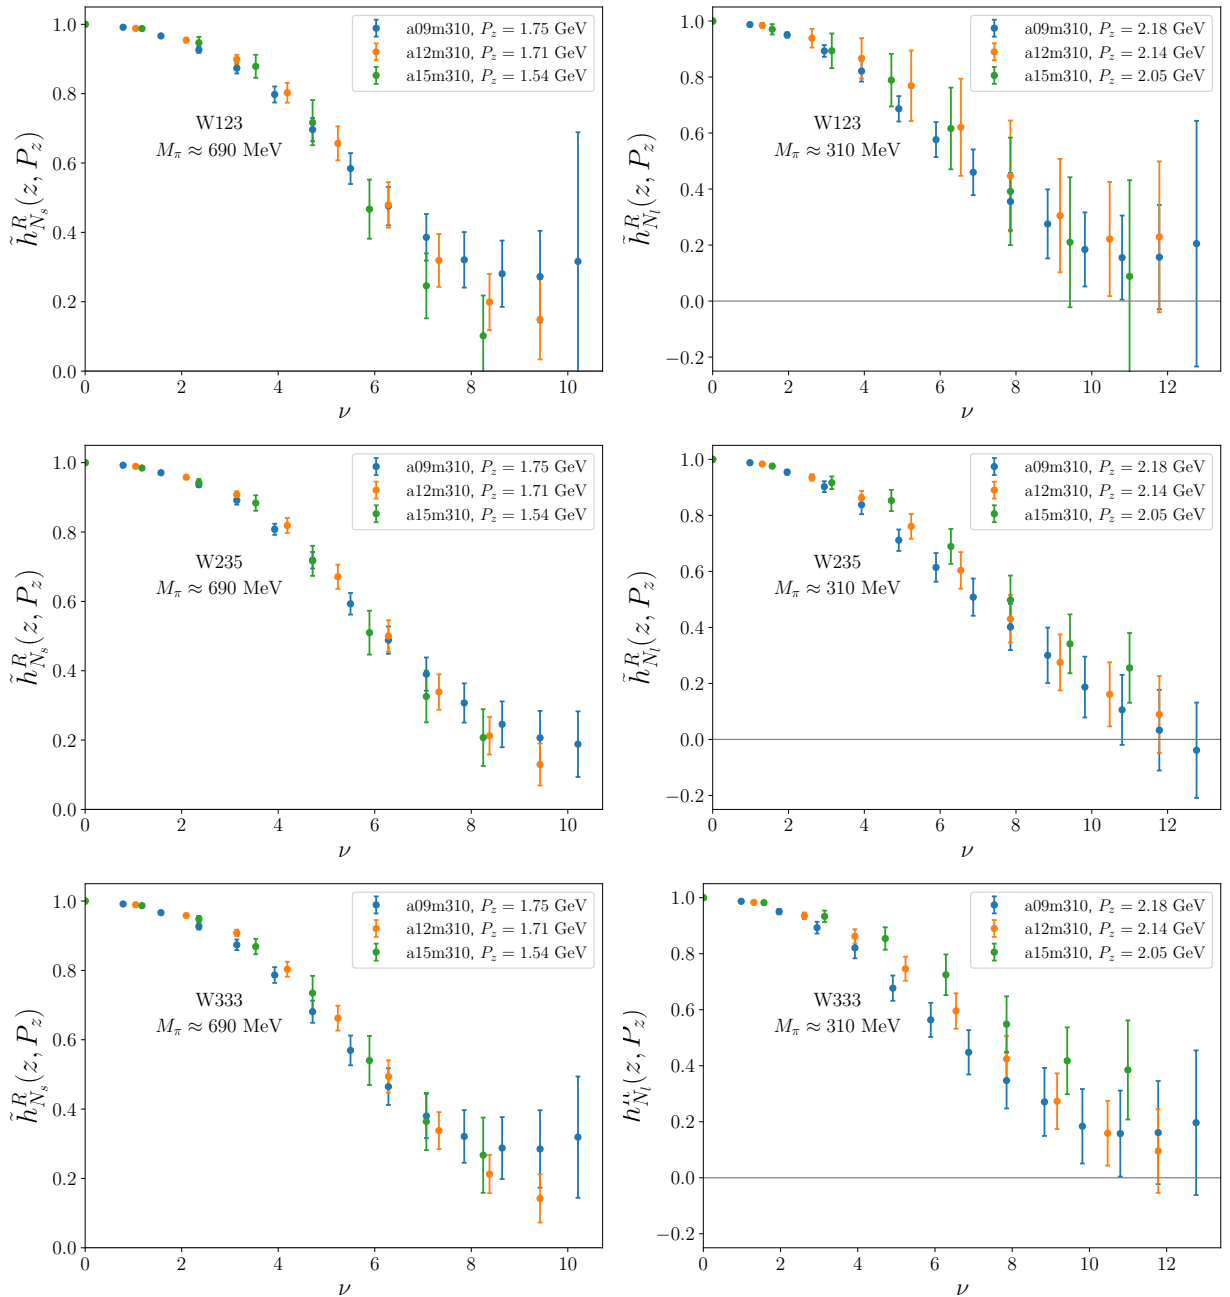 a09m310, P_z = 1.75 GeV
a12m310, P_z = 1.71 GeV
a15m310, P_z = 1.54 GeV
W123
M_π ≈ 690 MeV
h̃^R_{N_s}(z, P_z)
1.0
0.8
0.6
0.4
0.2
0.0
0 2 4 6 8 10
ν
a09m310, P_z = 2.18 GeV
a12m310, P_z = 2.14 GeV
a15m310, P_z = 2.05 GeV
W123
M_π ≈ 310 MeV
h̃^R_{N_l}(z, P_z)
1.0
0.8
0.6
0.4
0.2
0.0
−0.2
0 2 4 6 8 10 12
ν
a09m310, P_z = 1.75 GeV
a12m310, P_z = 1.71 GeV
a15m310, P_z = 1.54 GeV
W235
M_π ≈ 690 MeV
h̃^R_{N_s}(z, P_z)
1.0
0.8
0.6
0.4
0.2
0.0
0 2 4 6 8 10
ν
a09m310, P_z = 2.18 GeV
a12m310, P_z = 2.14 GeV
a15m310, P_z = 2.05 GeV
W235
M_π ≈ 310 MeV
h̃^R_{N_l}(z, P_z)
1.0
0.8
0.6
0.4
0.2
0.0
−0.2
0 2 4 6 8 10 12
ν
a09m310, P_z = 1.75 GeV
a12m310, P_z = 1.71 GeV
a15m310, P_z = 1.54 GeV
W333
M_π ≈ 690 MeV
h̃^R_{N_s}(z, P_z)
1.0
0.8
0.6
0.4
0.2
0.0
0 2 4 6 8 10
ν
a09m310, P_z = 2.18 GeV
a12m310, P_z = 2.14 GeV
a15m310, P_z = 2.05 GeV
W333
M_π ≈ 310 MeV
h^R_{N_l}(z, P_z)
1.0
0.8
0.6
0.4
0.2
0.0
−0.2
0 2 4 6 8 10 12
ν